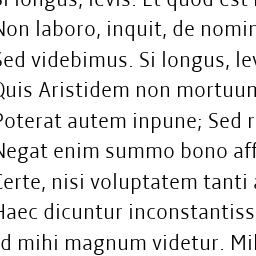 si longus, levis. Et quod est
Non laboro, inquit, de nomin
Sed videbimus. Si longus, lev
Quis Aristidem non mortuum
Poterat autem inpune; Sed r
Negat enim summo bono aff
Certe, nisi voluptatem tanti a
Haec dicuntur inconstantiss
Id mihi magnum videtur. Mil